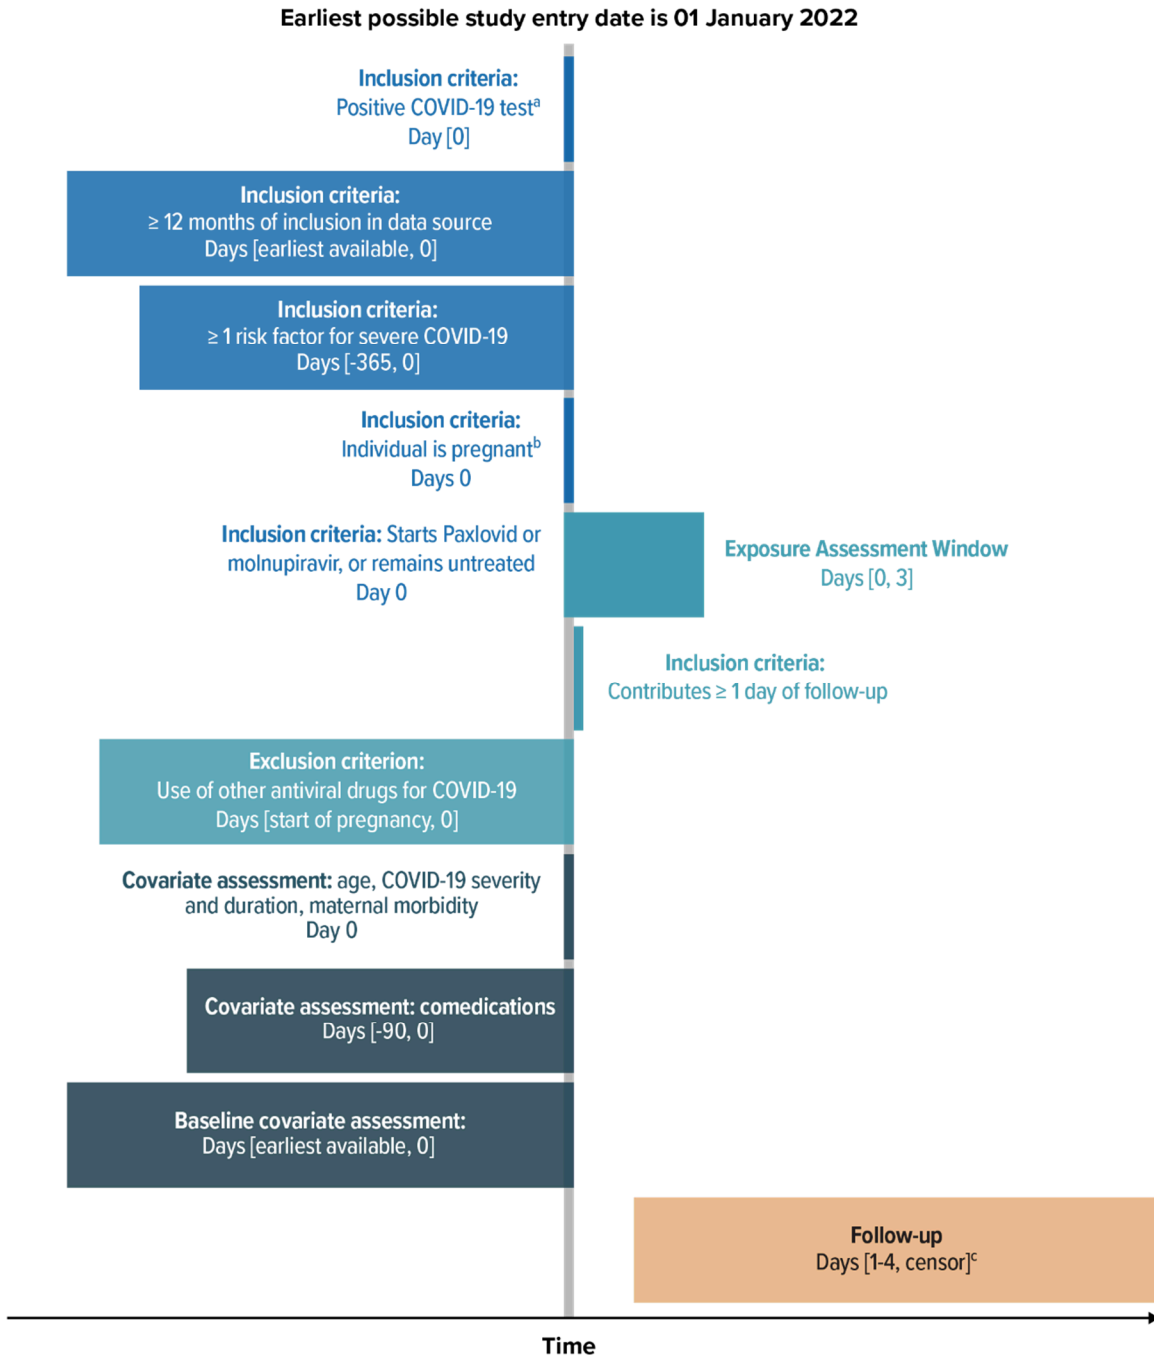 Earliest possible study entry date is 01 January 2022
Inclusion criteria:
Positive COVID-19 testᵃ
Day [0]
Inclusion criteria:
≥ 12 months of inclusion in data source
Days [earliest available, 0]
Inclusion criteria:
≥ 1 risk factor for severe COVID-19
Days [-365, 0]
Inclusion criteria:
Individual is pregnantᵇ
Days 0
Inclusion criteria: Starts Paxlovid or
molnupiravir, or remains untreated
Day 0
Exposure Assessment Window
Days [0, 3]
Inclusion criteria:
Contributes ≥ 1 day of follow-up
Exclusion criterion:
Use of other antiviral drugs for COVID-19
Days [start of pregnancy, 0]
Covariate assessment: age, COVID-19 severity
and duration, maternal morbidity
Day 0
Covariate assessment: comedications
Days [-90, 0]
Baseline covariate assessment:
Days [earliest available, 0]
Follow-up
Days [1-4, censor]ᶜ
Time